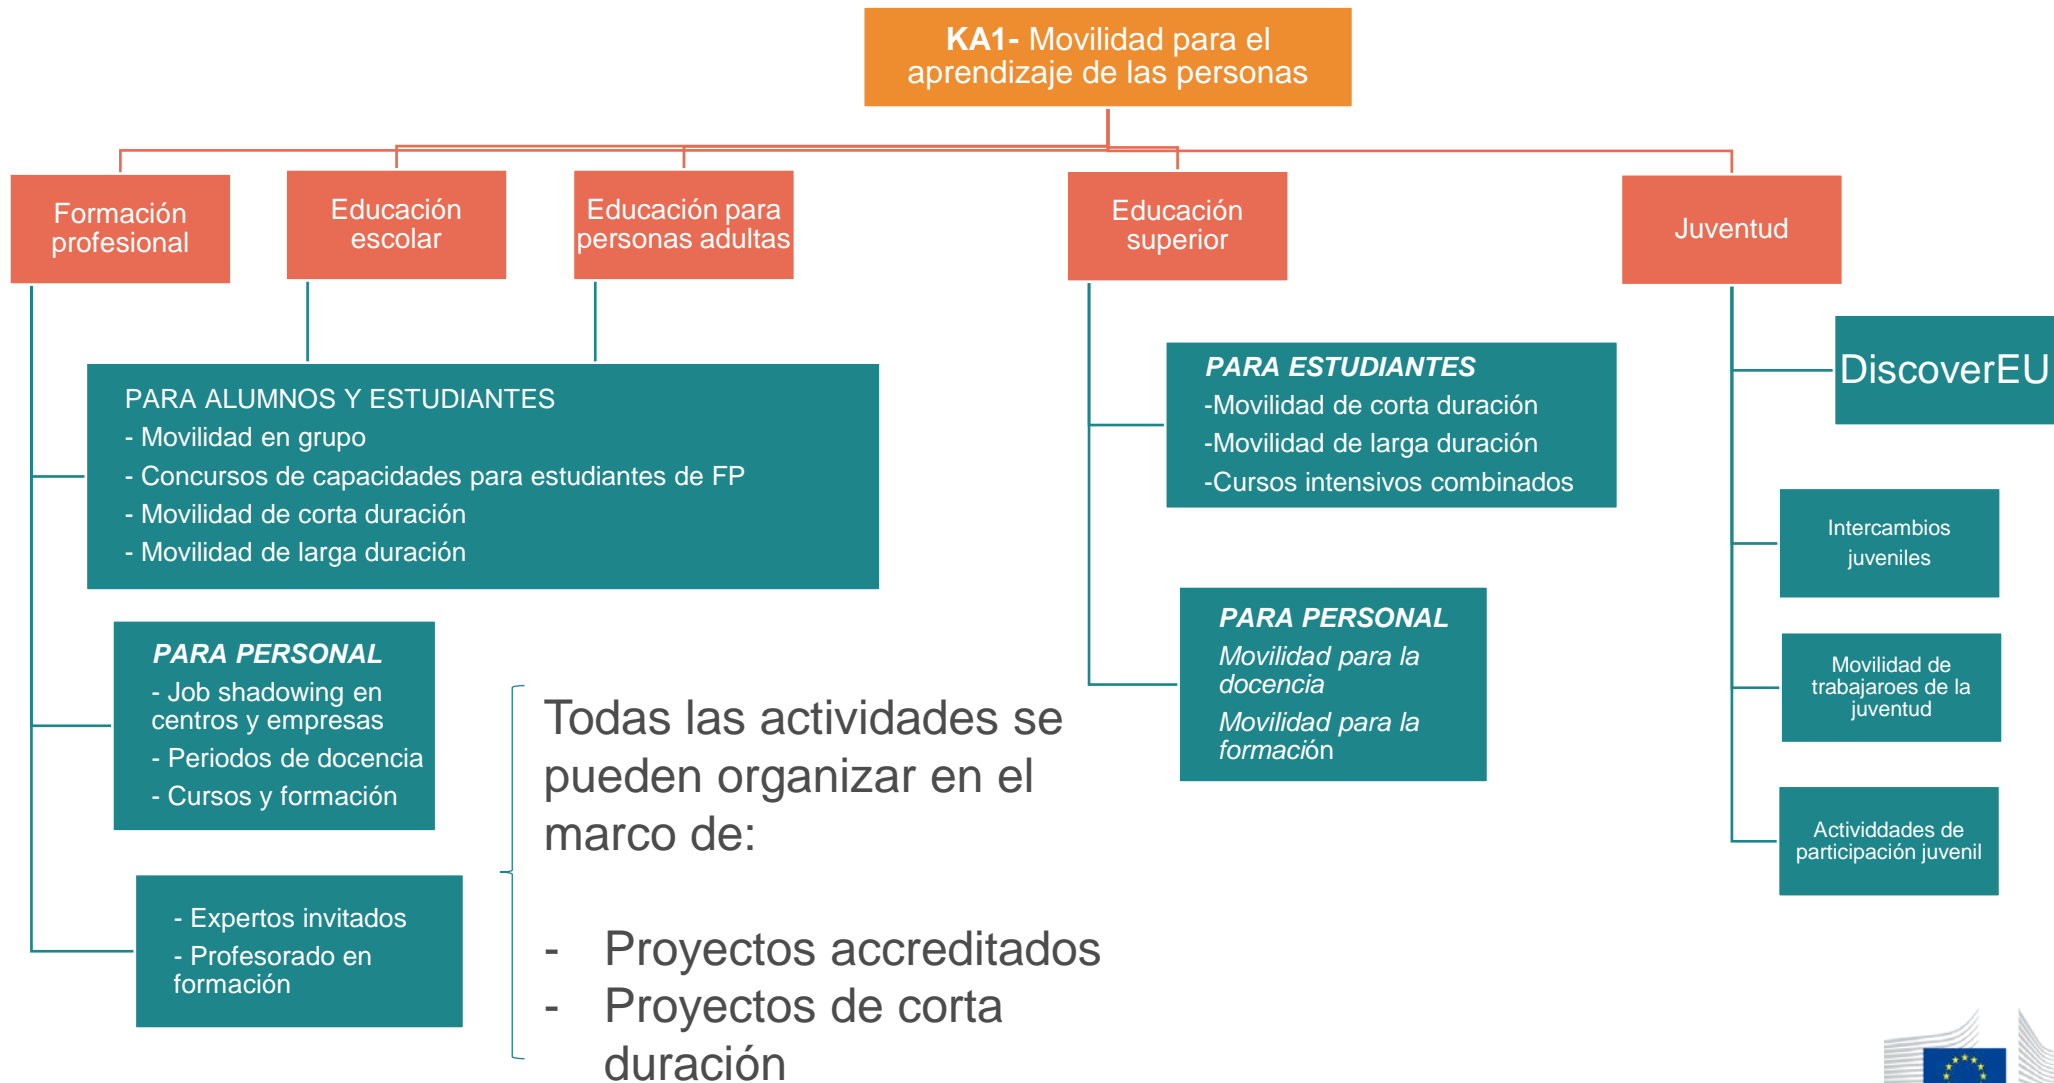 KA1- Movilidad para el
aprendizaje de las personas
Formación
profesional
Educación
escolar
Educación para
personas adultas
Educación
superior
Juventud
PARA ALUMNOS Y ESTUDIANTES
- Movilidad en grupo
- Concursos de capacidades para estudiantes de FP
- Movilidad de corta duración
- Movilidad de larga duración
PARA PERSONAL
- Job shadowing en
centros y empresas
- Periodos de docencia
- Cursos y formación
- Expertos invitados
- Profesorado en
formación
Todas las actividades se
pueden organizar en el
marco de:
- Proyectos accreditados
- Proyectos de corta
duración
PARA ESTUDIANTES
-Movilidad de corta duración
-Movilidad de larga duración
-Cursos intensivos combinados
PARA PERSONAL
Movilidad para la
docencia
Movilidad para la
formación
DiscoverEU
Intercambios
juveniles
Movilidad de
trabajaroes de la
juventud
Actividdades de
participación juvenil